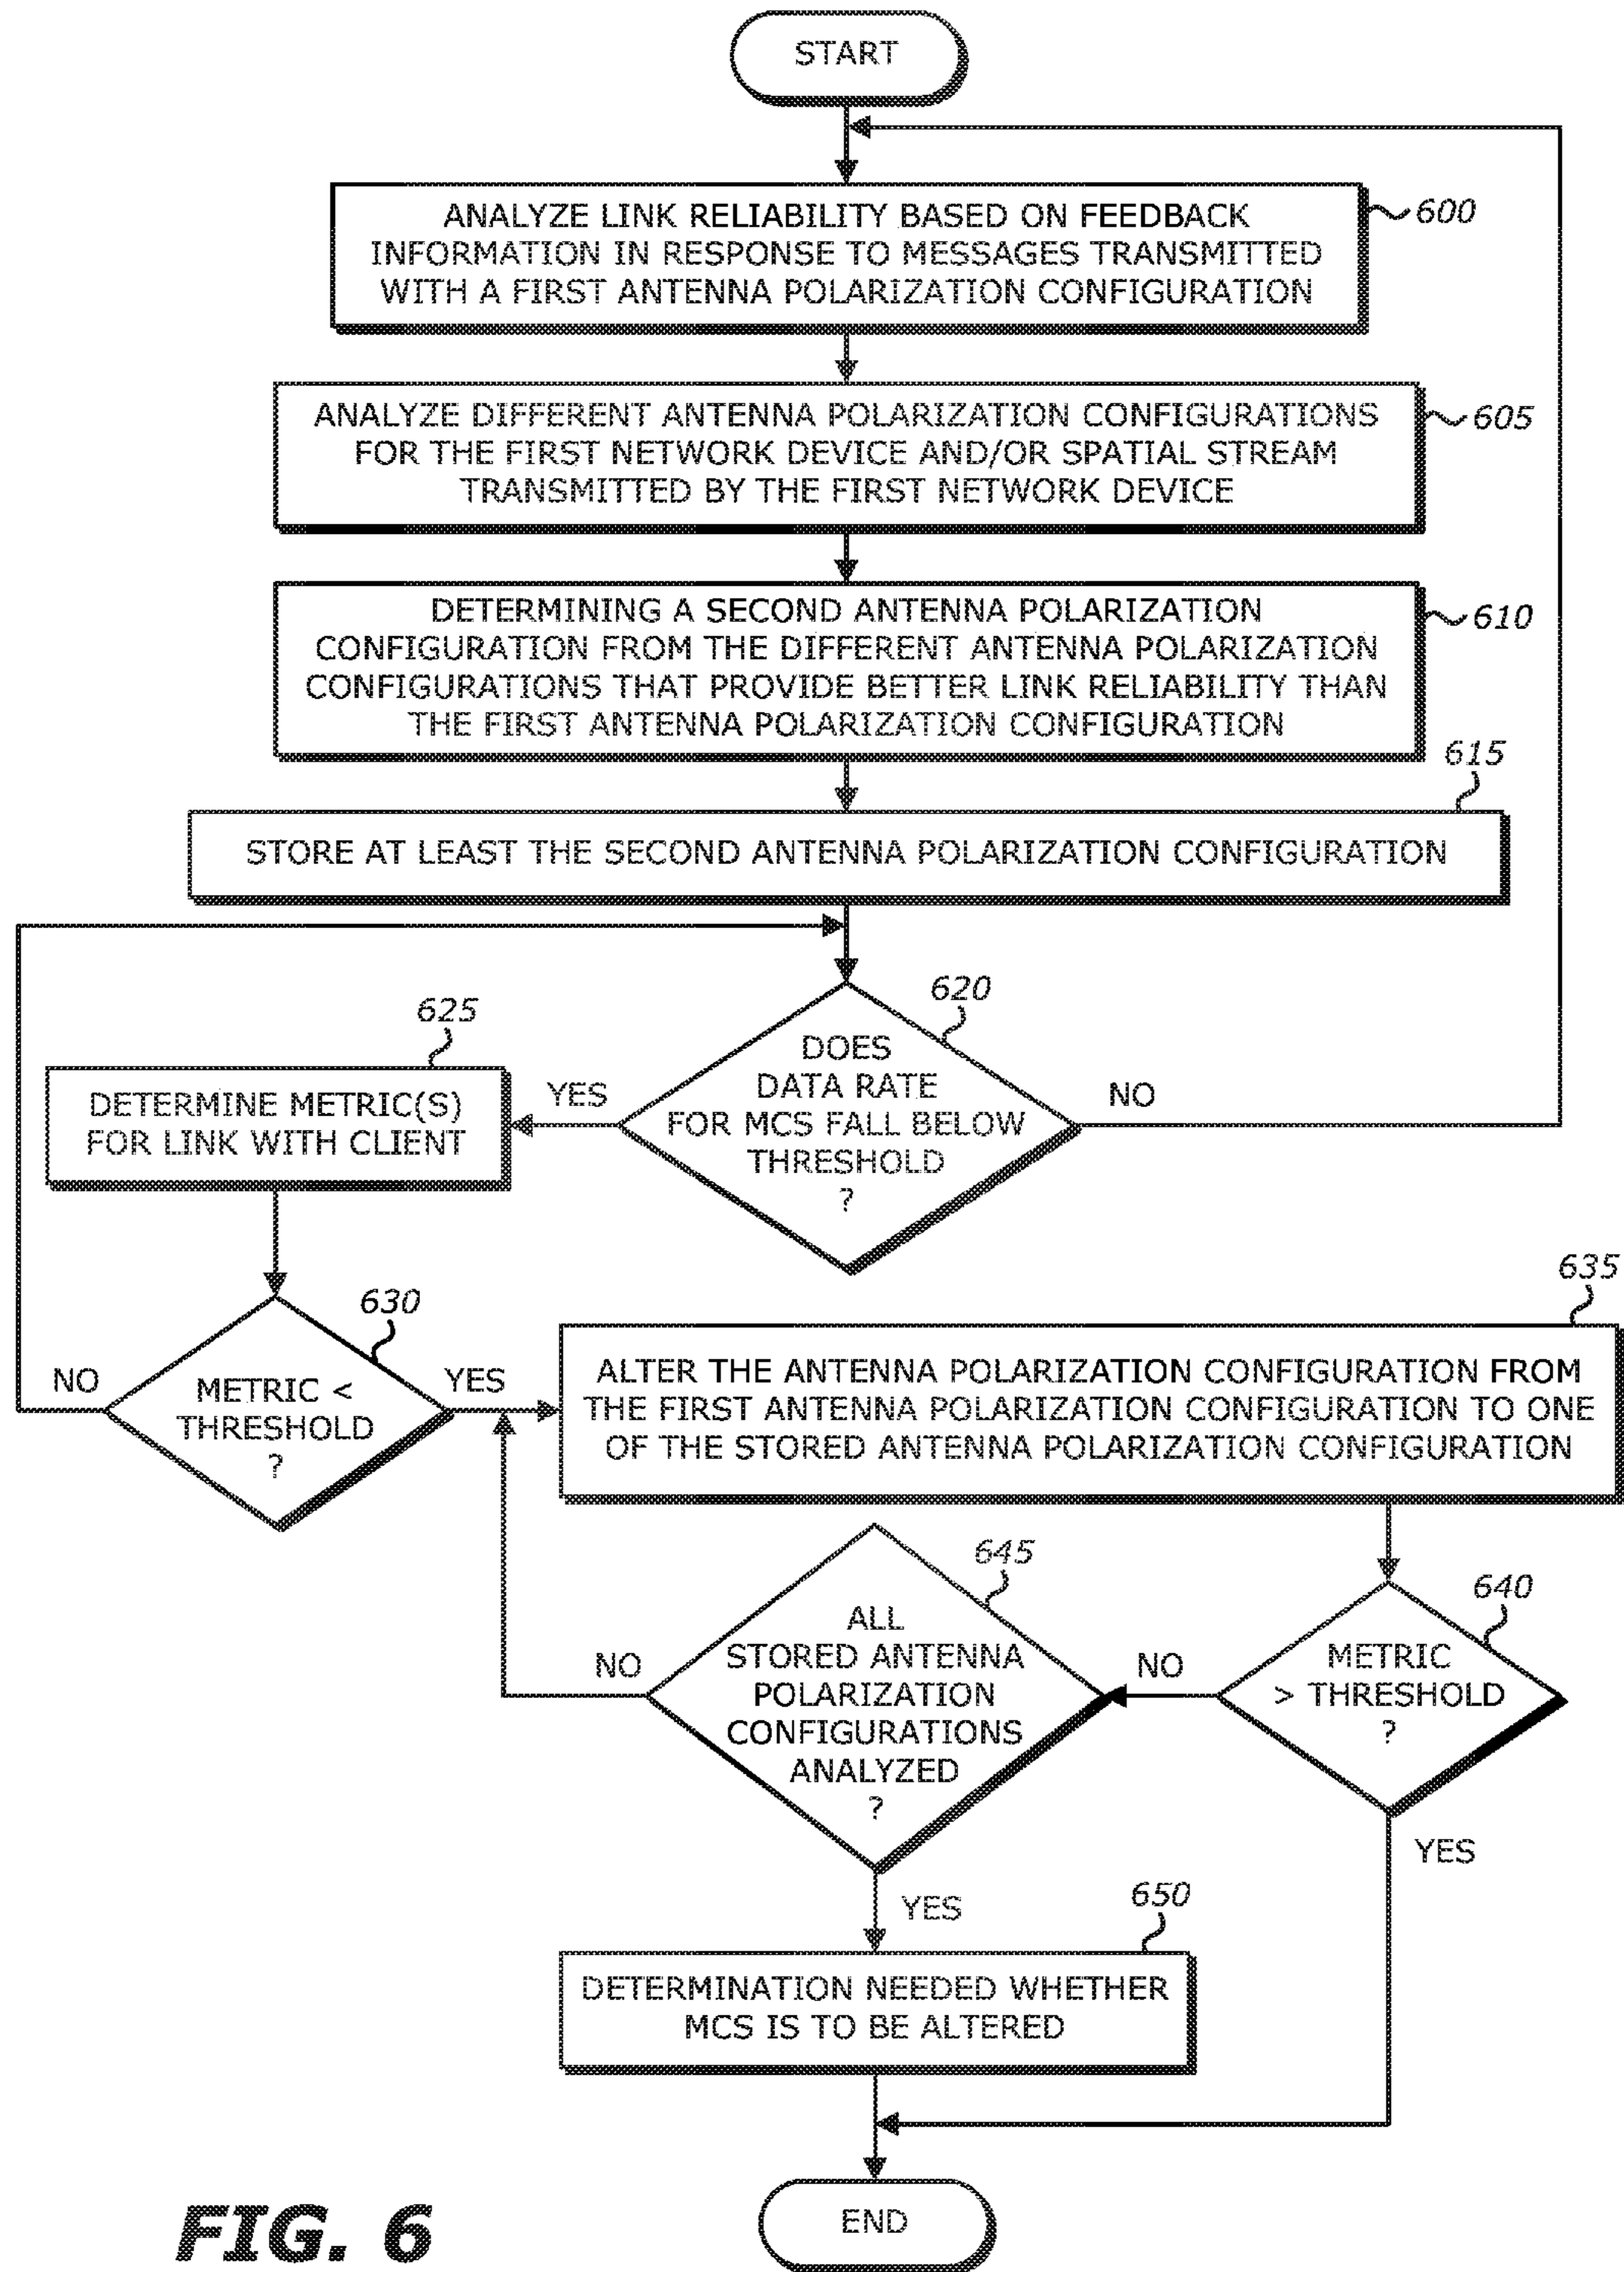 START
ANALYZE LINK RELIABILITY BASED ON FEEDBACK
INFORMATION IN RESPONSE TO MESSAGES TRANSMITTED
WITH A FIRST ANTENNA POLARIZATION CONFIGURATION
600
ANALYZE DIFFERENT ANTENNA POLARIZATION CONFIGURATIONS
FOR THE FIRST NETWORK DEVICE AND/OR SPATIAL STREAM
TRANSMITTED BY THE FIRST NETWORK DEVICE
605
DETERMINING A SECOND ANTENNA POLARIZATION
CONFIGURATION FROM THE DIFFERENT ANTENNA POLARIZATION
CONFIGURATIONS THAT PROVIDE BETTER LINK RELIABILITY THAN
THE FIRST ANTENNA POLARIZATION CONFIGURATION
610
615
STORE AT LEAST THE SECOND ANTENNA POLARIZATION CONFIGURATION
620
DOES
DATA RATE
FOR MCS FALL BELOW
THRESHOLD
?
YES
NO
625
DETERMINE METRIC(S)
FOR LINK WITH CLIENT
630
METRIC <
THRESHOLD
?
NO
YES
635
ALTER THE ANTENNA POLARIZATION CONFIGURATION FROM
THE FIRST ANTENNA POLARIZATION CONFIGURATION TO ONE
OF THE STORED ANTENNA POLARIZATION CONFIGURATION
640
METRIC
> THRESHOLD
?
NO
YES
645
ALL
STORED ANTENNA
POLARIZATION
CONFIGURATIONS
ANALYZED
?
NO
YES
650
DETERMINATION NEEDED WHETHER
MCS IS TO BE ALTERED
END
FIG. 6